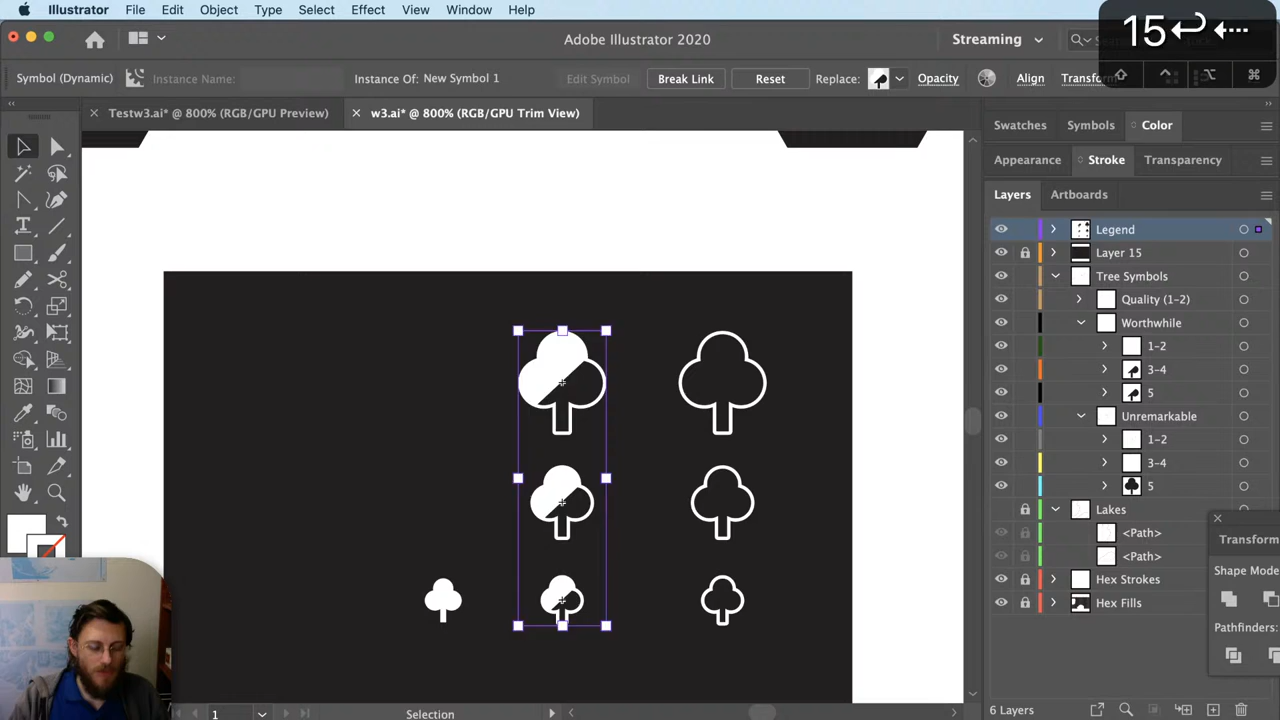 Illustrator File Edit Object Type Select Effect View Window Help
15
Adobe Illustrator 2020
Streaming
Symbol (Dynamic) Instance Name: Instance Of: New Symbol 1 Edit Symbol Break Link Reset Replace: Opacity Align Transform
Testw3.ai* @ 800% (RGB/GPU Preview) w3.ai* @ 800% (RGB/GPU Trim View)
Swatches Symbols Color
Appearance Stroke Transparency
Layers Artboards
Legend
Layer 15
Tree Symbols
Quality (1-2)
Worthwhile
1-2
3-4
5
Unremarkable
1-2
3-4
5
Lakes
<Path>
Transform
<Path>
Shape Mode
Hex Strokes
Hex Fills
Pathfinders:
1
Selection
6 Layers